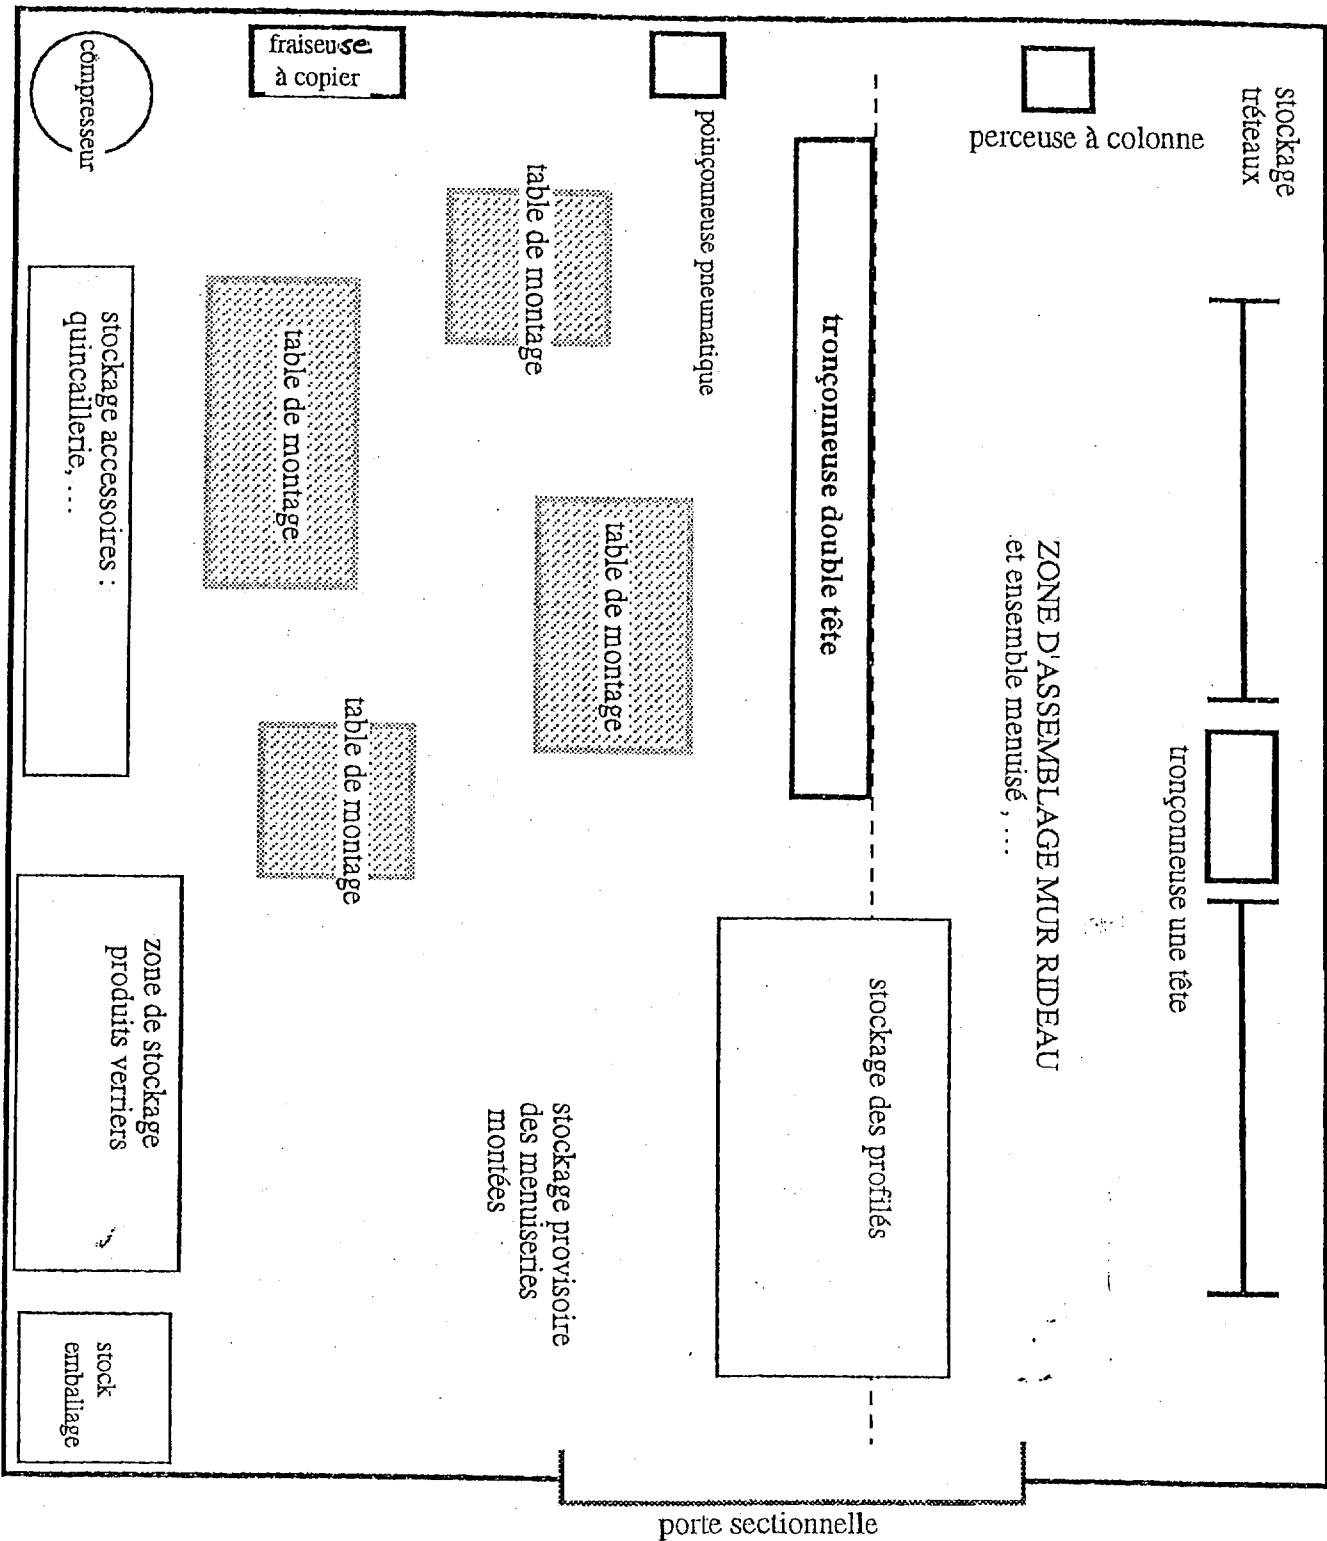 compresseur
fraiseuse
à copier
poinçonneuse pneumatique
perceuse à colonne
stockage
tréteaux
table de montage
table de montage
tronçonneuse double tête
stockage accessoires :
quincaillerie, ...
table de montage
table de montage
ZONE D'ASSEMBLAGE MUR RIDEAU
et ensemble menuisé , ...
tronçonneuse une tête
zone de stockage
produits verriers
stockage des profilés
stockage provisoire
des menuiseries
montées
stock
emballage
porte sectionnelle